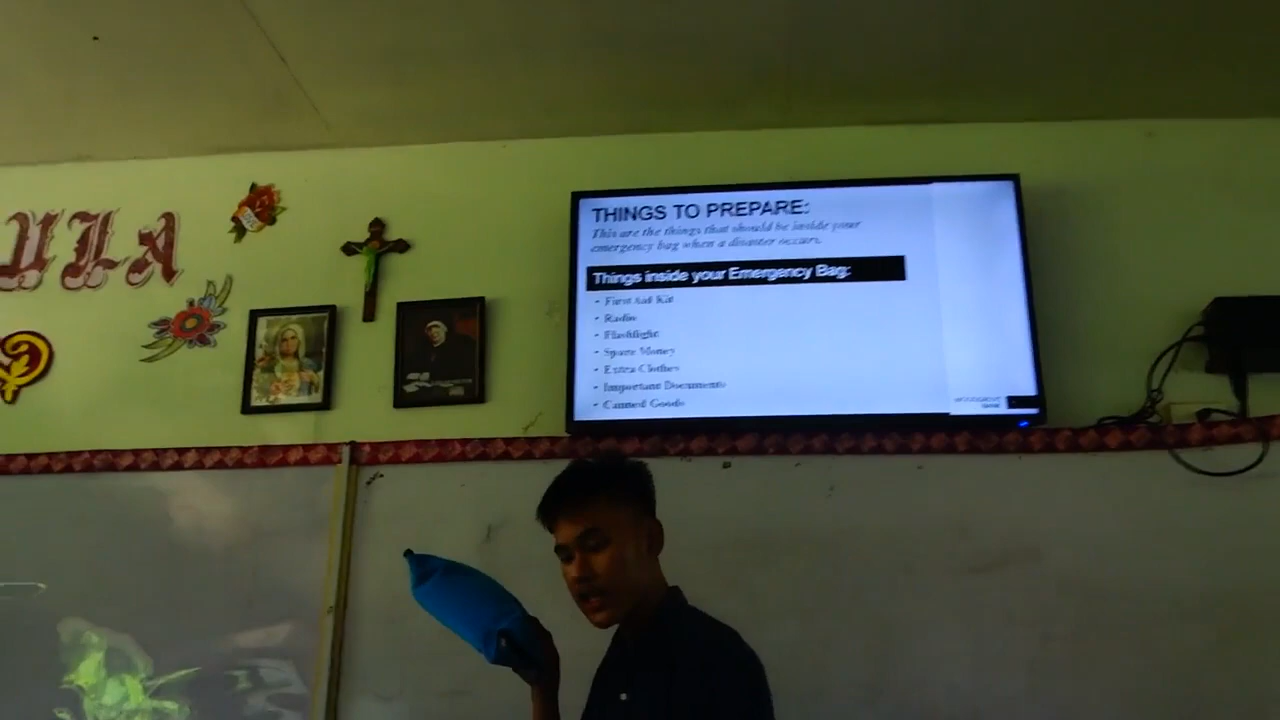 ULA
THINGS TO PREPARE:
This are the things that should be inside your
emergency bag when a disaster occurs.
Things inside your Emergency Bag:
• First Aid Kit
• Radio
• Flashlight
• Spare Money
• Extra Clothes
• Important Documents
• Canned Goods